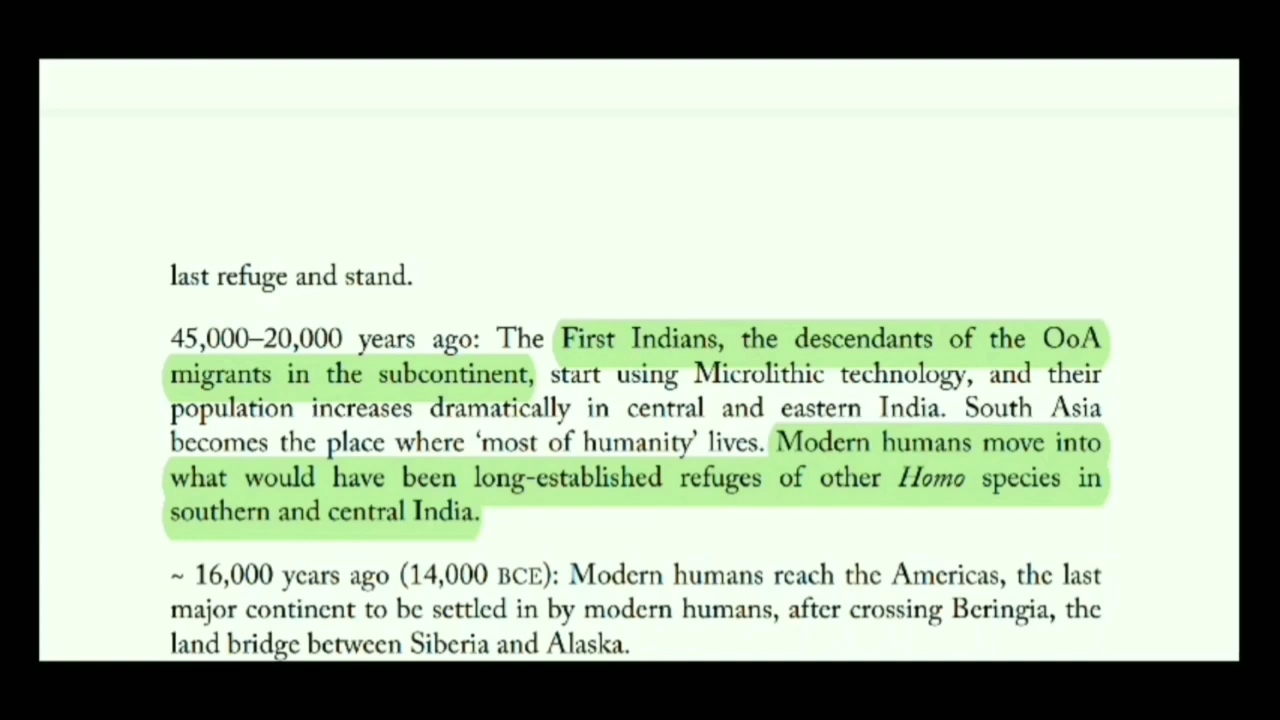 last refuge and stand.
45,000–20,000 years ago: The First Indians, the descendants of the OoA
migrants in the subcontinent, start using Microlithic technology, and their
population increases dramatically in central and eastern India. South Asia
becomes the place where ‘most of humanity’ lives. Modern humans move into
what would have been long-established refuges of other Homo species in
southern and central India.
~ 16,000 years ago (14,000 BCE): Modern humans reach the Americas, the last
major continent to be settled in by modern humans, after crossing Beringia, the
land bridge between Siberia and Alaska.